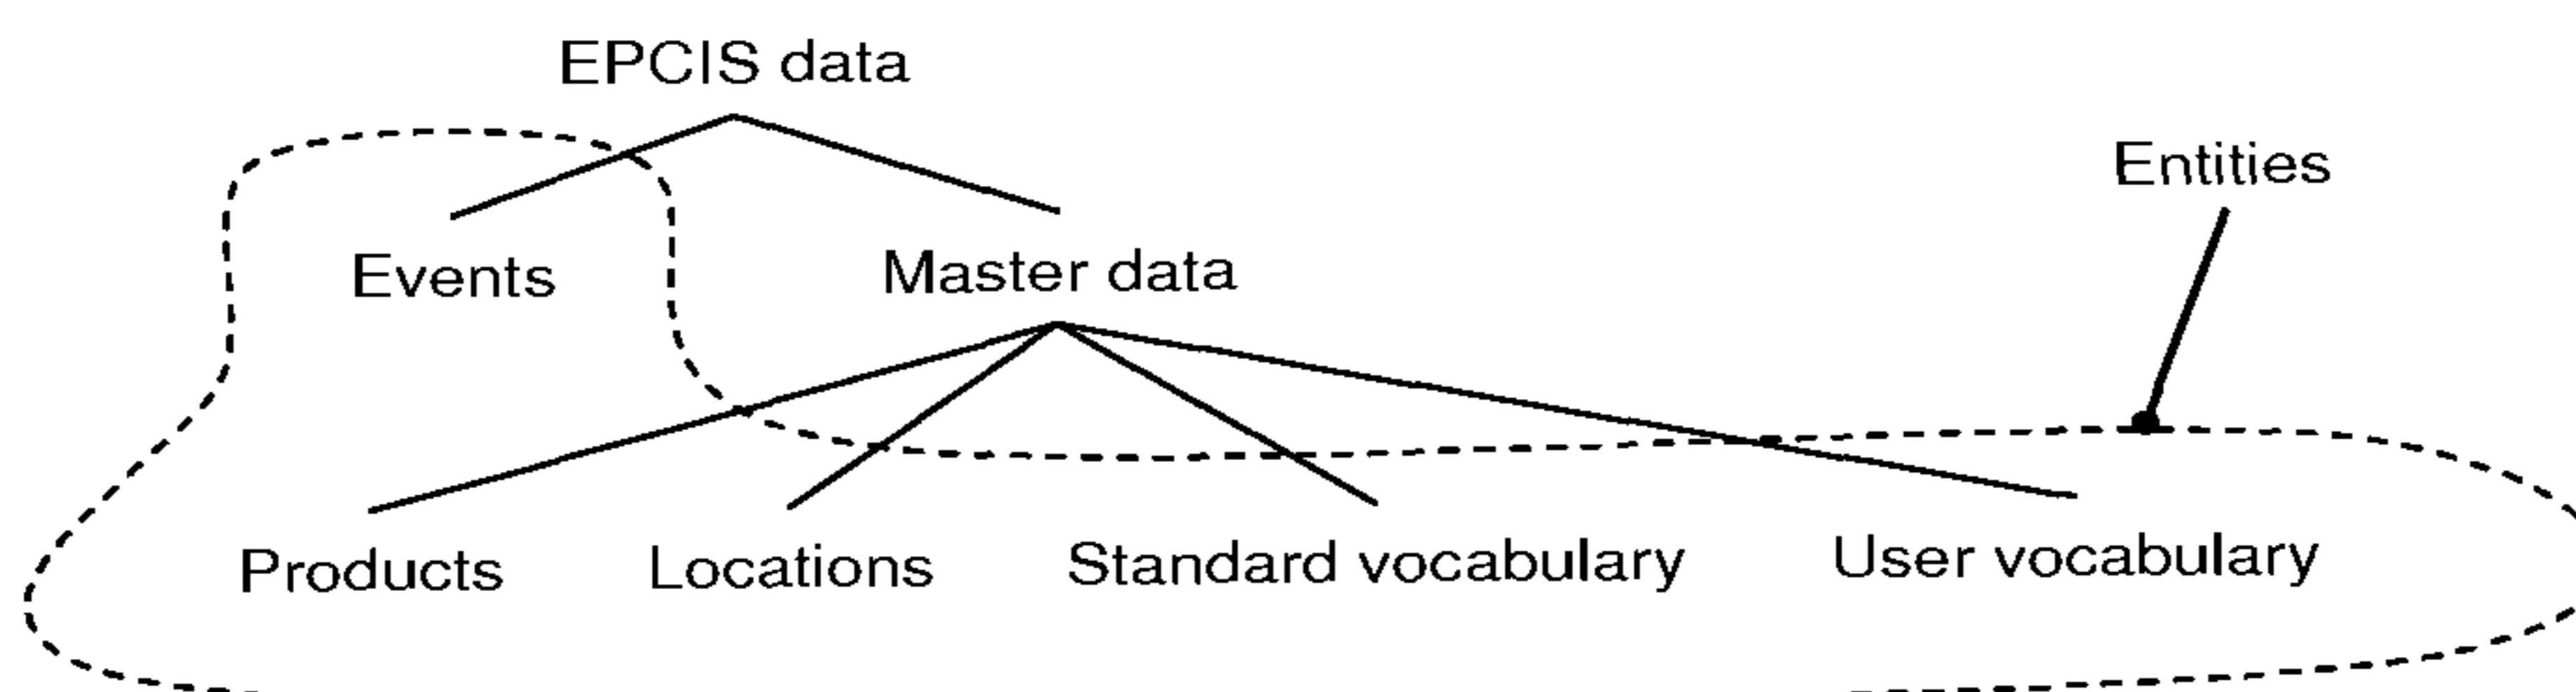 EPCIS data
Entities
Events
Master data
Products
Locations
Standard vocabulary
User vocabulary